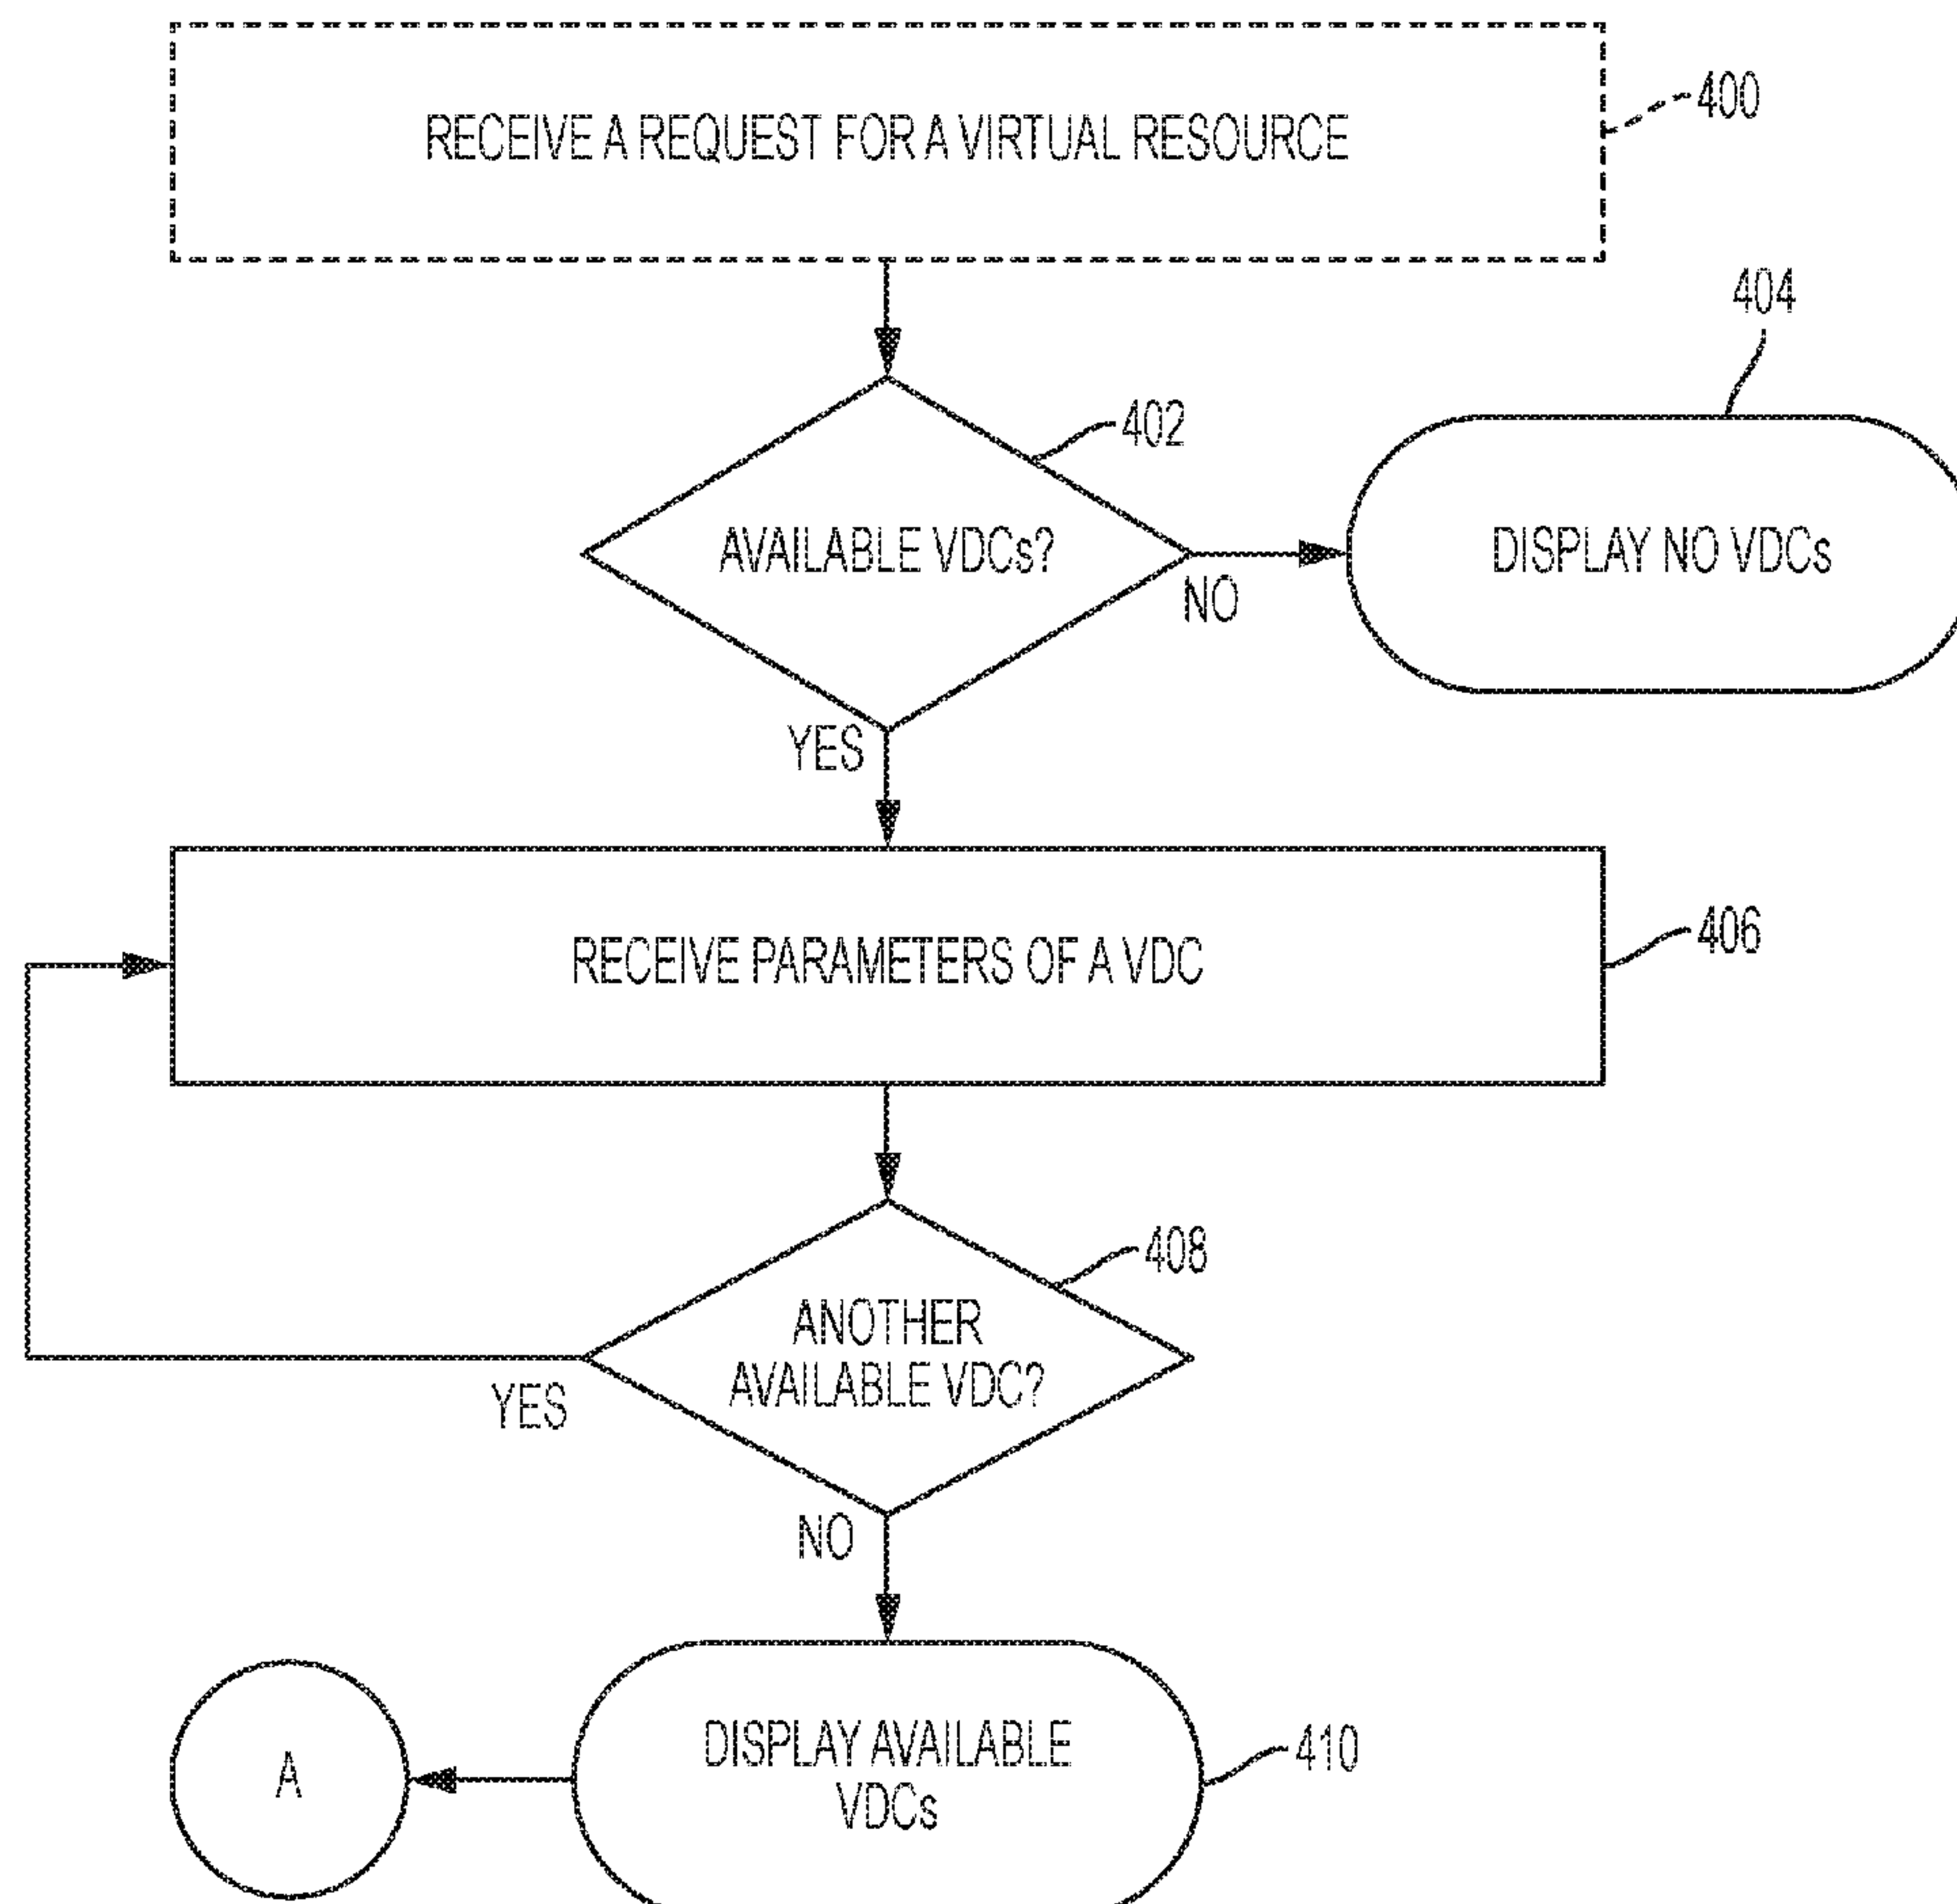 RECEIVE A REQUEST FOR A VIRTUAL RESOURCE
400
404
402
AVAILABLE VDCs?
DISPLAY NO VDCs
NO
YES
RECEIVE PARAMETERS OF A VDC
406
408
ANOTHER
AVAILABLE VDC?
YES
NO
DISPLAY AVAILABLE
VDCs
410
A